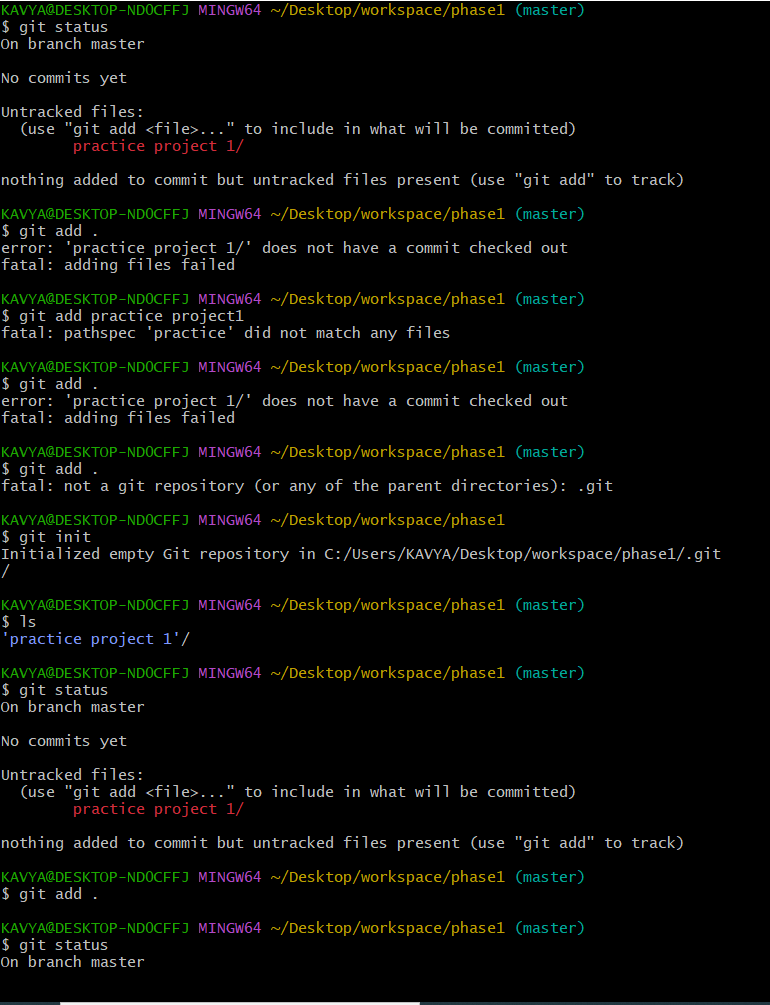 KAVYA@DESKTOP-NDOCFFJ MINGW64 ~/Desktop/workspace/phase1 (master)
$ git status
On branch master
No commits yet
Untracked files:
  (use "git add <file>..." to include in what will be committed)
        practice project 1/
nothing added to commit but untracked files present (use "git add" to track)
KAVYA@DESKTOP-NDOCFFJ MINGW64 ~/Desktop/workspace/phase1 (master)
$ git add .
error: 'practice project 1/' does not have a commit checked out
fatal: adding files failed
KAVYA@DESKTOP-NDOCFFJ MINGW64 ~/Desktop/workspace/phase1 (master)
$ git add practice project1
fatal: pathspec 'practice' did not match any files
KAVYA@DESKTOP-NDOCFFJ MINGW64 ~/Desktop/workspace/phase1 (master)
$ git add .
error: 'practice project 1/' does not have a commit checked out
fatal: adding files failed
KAVYA@DESKTOP-NDOCFFJ MINGW64 ~/Desktop/workspace/phase1 (master)
$ git add .
fatal: not a git repository (or any of the parent directories): .git
KAVYA@DESKTOP-NDOCFFJ MINGW64 ~/Desktop/workspace/phase1
$ git init
Initialized empty Git repository in C:/Users/KAVYA/Desktop/workspace/phase1/.git
/
KAVYA@DESKTOP-NDOCFFJ MINGW64 ~/Desktop/workspace/phase1 (master)
$ ls
'practice project 1'/
KAVYA@DESKTOP-NDOCFFJ MINGW64 ~/Desktop/workspace/phase1 (master)
$ git status
On branch master
No commits yet
Untracked files:
  (use "git add <file>..." to include in what will be committed)
        practice project 1/
nothing added to commit but untracked files present (use "git add" to track)
KAVYA@DESKTOP-NDOCFFJ MINGW64 ~/Desktop/workspace/phase1 (master)
$ git add .
KAVYA@DESKTOP-NDOCFFJ MINGW64 ~/Desktop/workspace/phase1 (master)
$ git status
On branch master